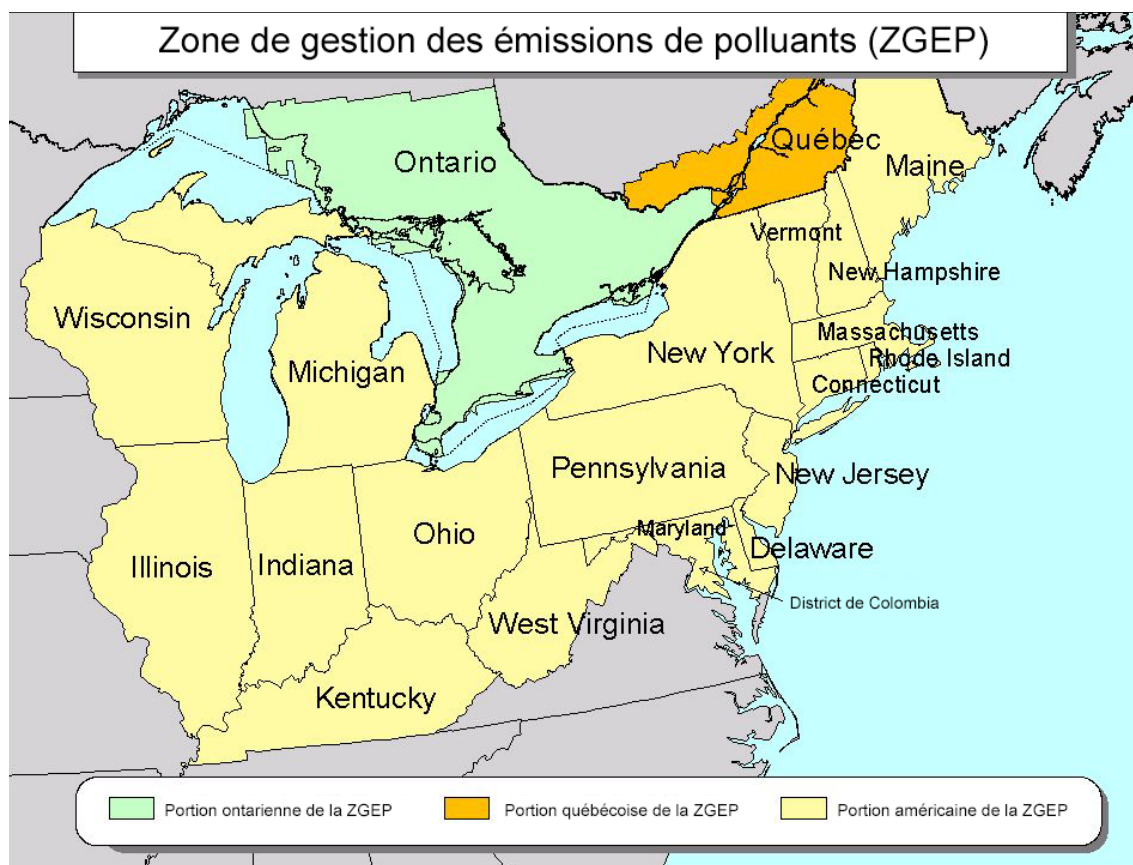 Zone de gestion des émissions de polluants (ZGEP)
Québec
Ontario
Maine
Vermont
New Hampshire
Wisconsin
Massachusetts
New York
Rhode Island
Michigan
Connecticut
Pennsylvania
New Jersey
Maryland
Ohio
Delaware
Illinois
Indiana
District de Colombia
West Virginia
Kentucky
Portion ontarienne de la ZGEP
Portion québécoise de la ZGEP
Portion américaine de la ZGEP